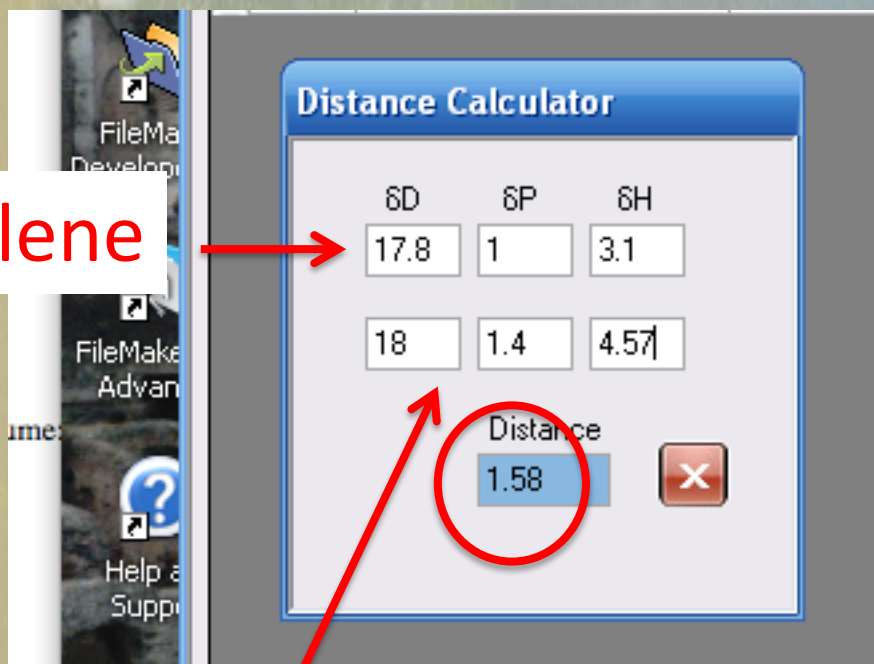 FileMa
Distance Calculator
δD δP δH
lene
17.8 1 3.1
18 1.4 4.57
FileMake
Advan
ume:
Distance
1.58
Help a
Suppo